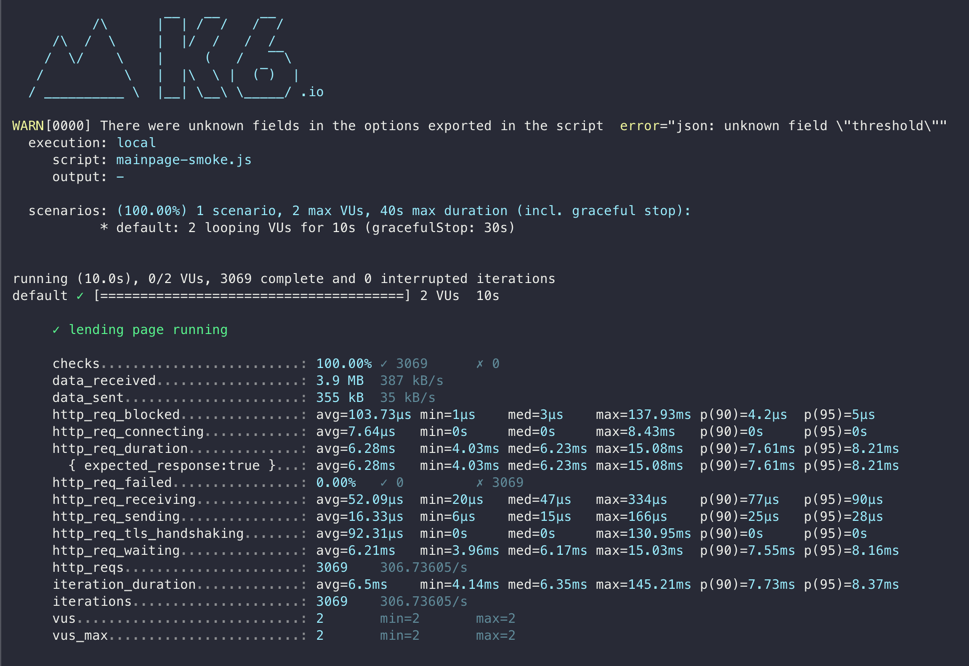 /\      |‾‾| /‾‾/   /‾‾/
     /\  /  \     |  |/  /   /  /
    /  \/    \    |     (   /   ‾‾\
   /          \   |  |\  \ |  (‾)  |
  / __________ \  |__| \__\ \_____/ .io
WARN[0000] There were unknown fields in the options exported in the script  error="json: unknown field \"threshold\""
  execution: local
     script: mainpage-smoke.js
     output: -
  scenarios: (100.00%) 1 scenario, 2 max VUs, 40s max duration (incl. graceful stop):
           * default: 2 looping VUs for 10s (gracefulStop: 30s)
running (10.0s), 0/2 VUs, 3069 complete and 0 interrupted iterations
default ✓ [======================================] 2 VUs  10s
     ✓ lending page running
     checks.........................: 100.00% ✓ 3069      ✗ 0
     data_received..................: 3.9 MB  387 kB/s
     data_sent......................: 355 kB  35 kB/s
     http_req_blocked...............: avg=103.73µs min=1µs    med=3µs    max=137.93ms p(90)=4.2µs  p(95)=5µs
     http_req_connecting............: avg=7.64µs   min=0s     med=0s     max=8.43ms   p(90)=0s     p(95)=0s
     http_req_duration..............: avg=6.28ms   min=4.03ms med=6.23ms max=15.08ms  p(90)=7.61ms p(95)=8.21ms
       { expected_response:true }...: avg=6.28ms   min=4.03ms med=6.23ms max=15.08ms  p(90)=7.61ms p(95)=8.21ms
     http_req_failed................: 0.00%   ✓ 0         ✗ 3069
     http_req_receiving.............: avg=52.09µs  min=20µs   med=47µs   max=334µs    p(90)=77µs   p(95)=90µs
     http_req_sending...............: avg=16.33µs  min=6µs    med=15µs   max=166µs    p(90)=25µs   p(95)=28µs
     http_req_tls_handshaking.......: avg=92.31µs  min=0s     med=0s     max=130.95ms p(90)=0s     p(95)=0s
     http_req_waiting...............: avg=6.21ms   min=3.96ms med=6.17ms max=15.03ms  p(90)=7.55ms p(95)=8.16ms
     http_reqs......................: 3069    306.73605/s
     iteration_duration.............: avg=6.5ms    min=4.14ms med=6.35ms max=145.21ms p(90)=7.73ms p(95)=8.37ms
     iterations.....................: 3069    306.73605/s
     vus............................: 2       min=2       max=2
     vus_max........................: 2       min=2       max=2